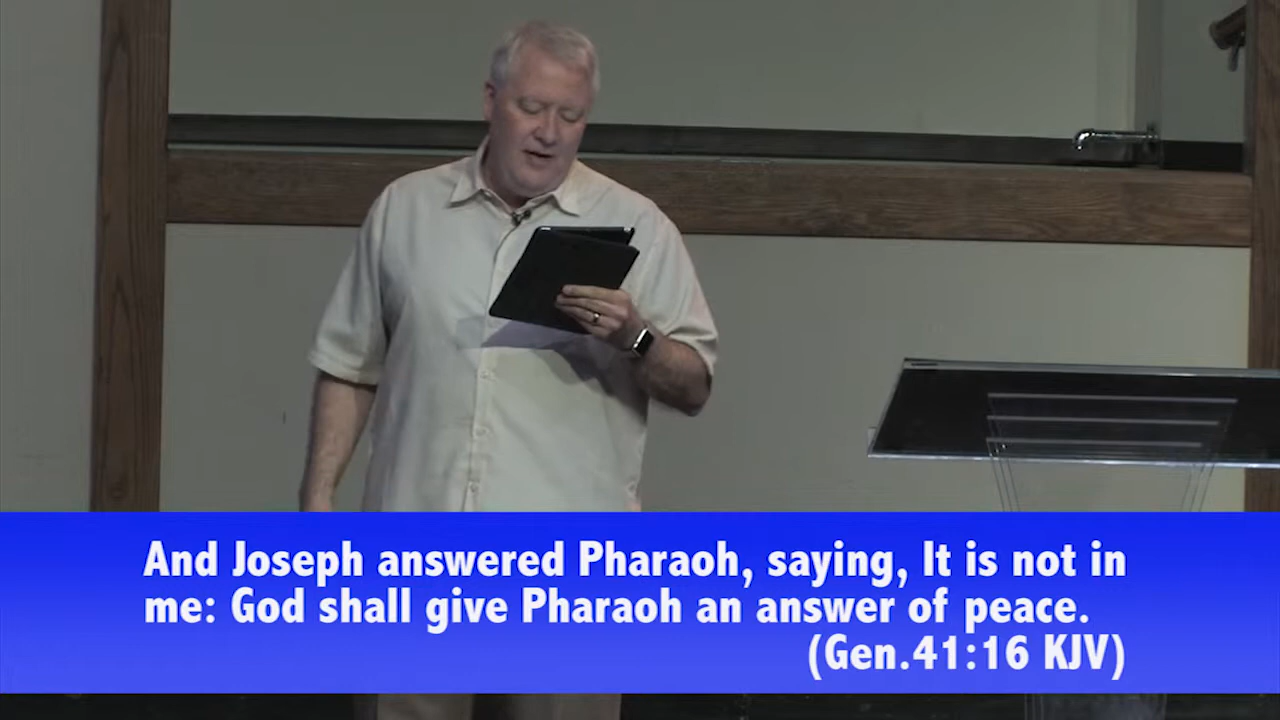 And Joseph answered Pharaoh, saying, It is not in
me: God shall give Pharaoh an answer of peace.
(Gen.41:16 KJV)